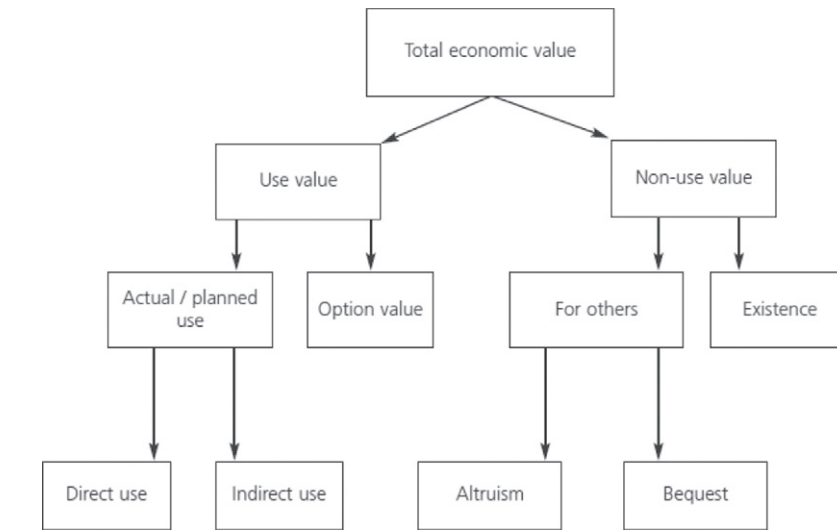 Total economic value
Use value
Non-use value
Actual / planned
use
Option value
For others
Existence
Direct use
Indirect use
Altruism
Bequest